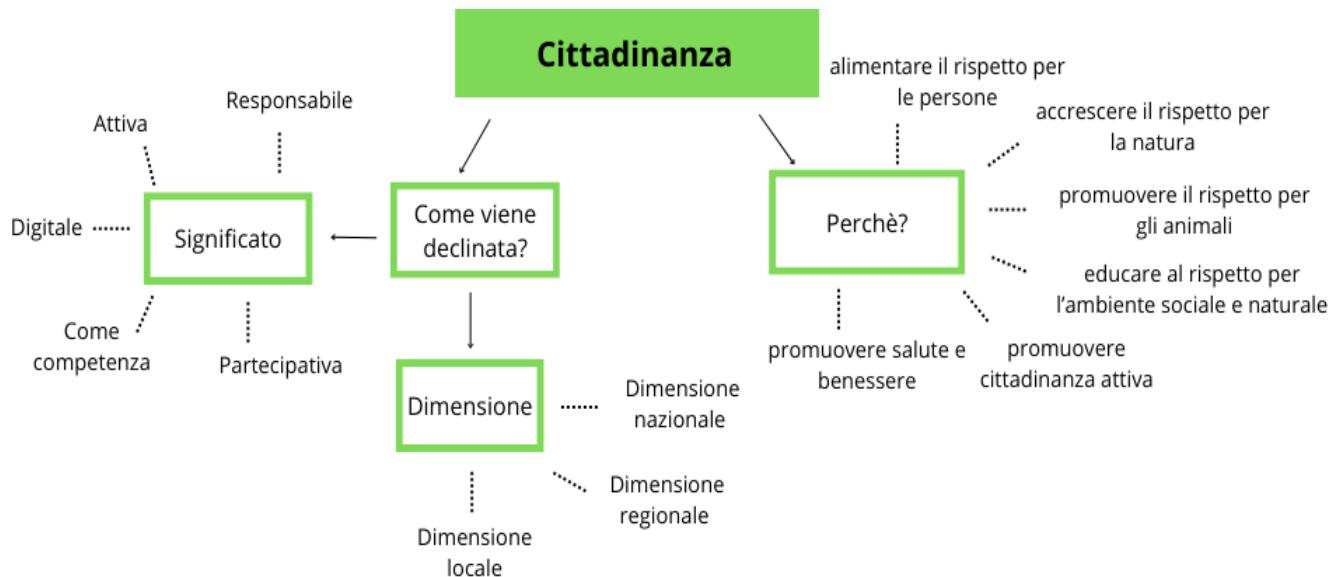 Cittadinanza
Responsabile
Attiva
Digitale
Significato
Come
competenza
Partecipativa
Come viene
declinata?
Dimensione
Dimensione
nazionale
Dimensione
regionale
Dimensione
locale
Perchè?
alimentare il rispetto per
le persone
accrescere il rispetto per
la natura
promuovere il rispetto per
gli animali
educare al rispetto per
l’ambiente sociale e naturale
promuovere
cittadinanza attiva
promuovere salute e
benessere